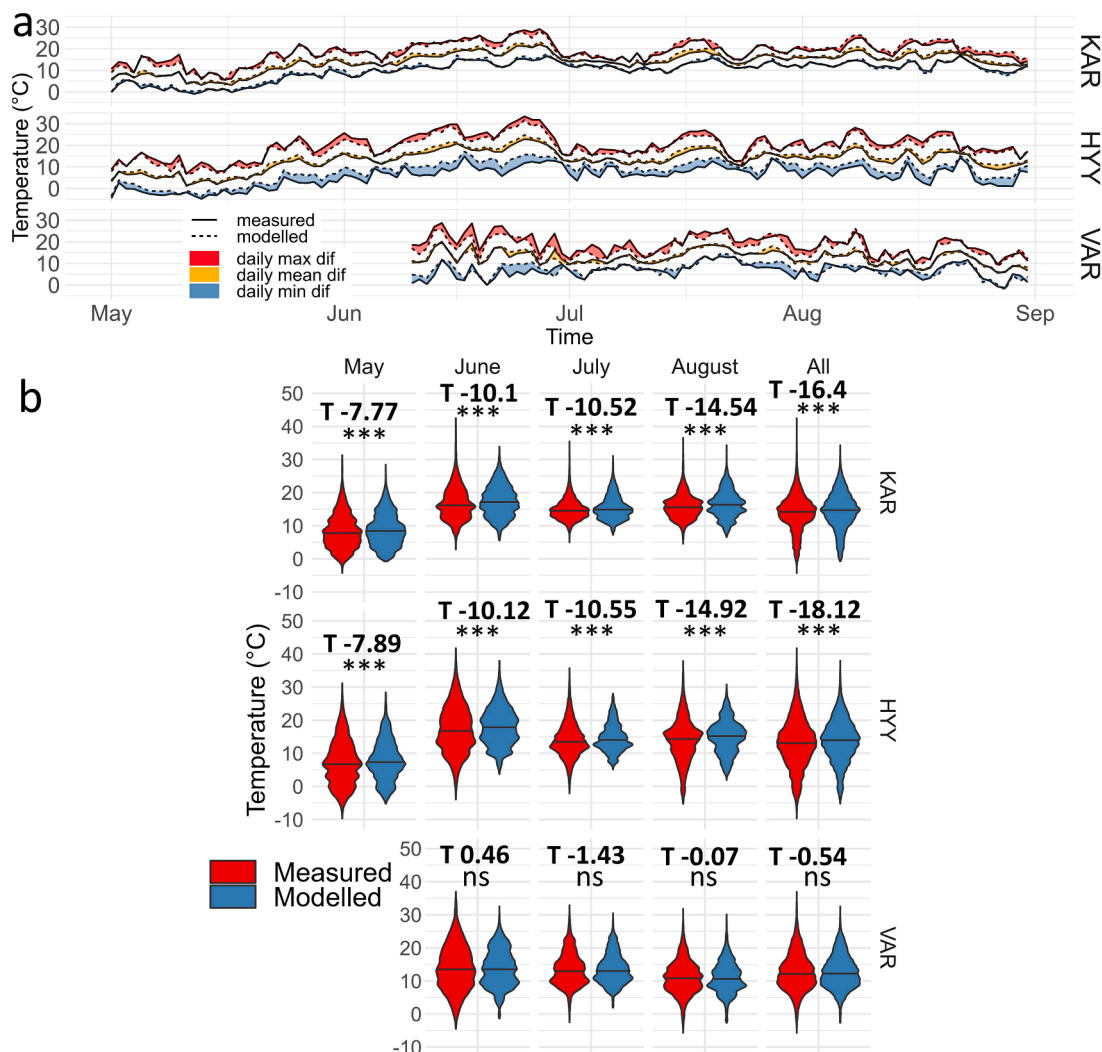 a
30
20
10
0
KAR
30
20
10
0
HYY
30
20
10
0
VAR
Temperature (°C)
measured
modelled
daily max dif
daily mean dif
daily min dif
May Jun Jul Aug Sep
Time
b
May June July August All
50
40
30
20
10
0
-10
T -7.77 T -10.1 T -10.52 T -14.54 T -16.4
*** *** *** *** ***
KAR
50
40
30
20
10
0
-10
T -7.89 T -10.12 T -10.55 T -14.92 T -18.12
*** *** *** *** ***
HYY
Temperature (°C)
50
40
30
20
10
0
-10
T 0.46 T -1.43 T -0.07 T -0.54
ns ns ns ns
VAR
Measured
Modelled